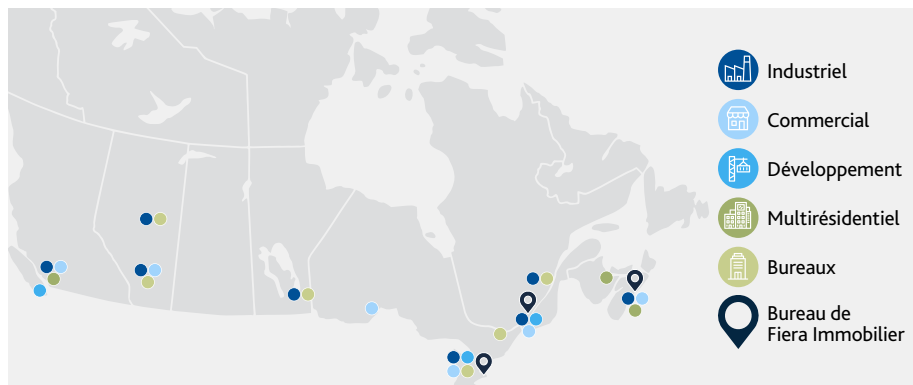 Industriel
Commercial
Développement
Multirésidentiel
Bureaux
Bureau de
Fiera Immobilier